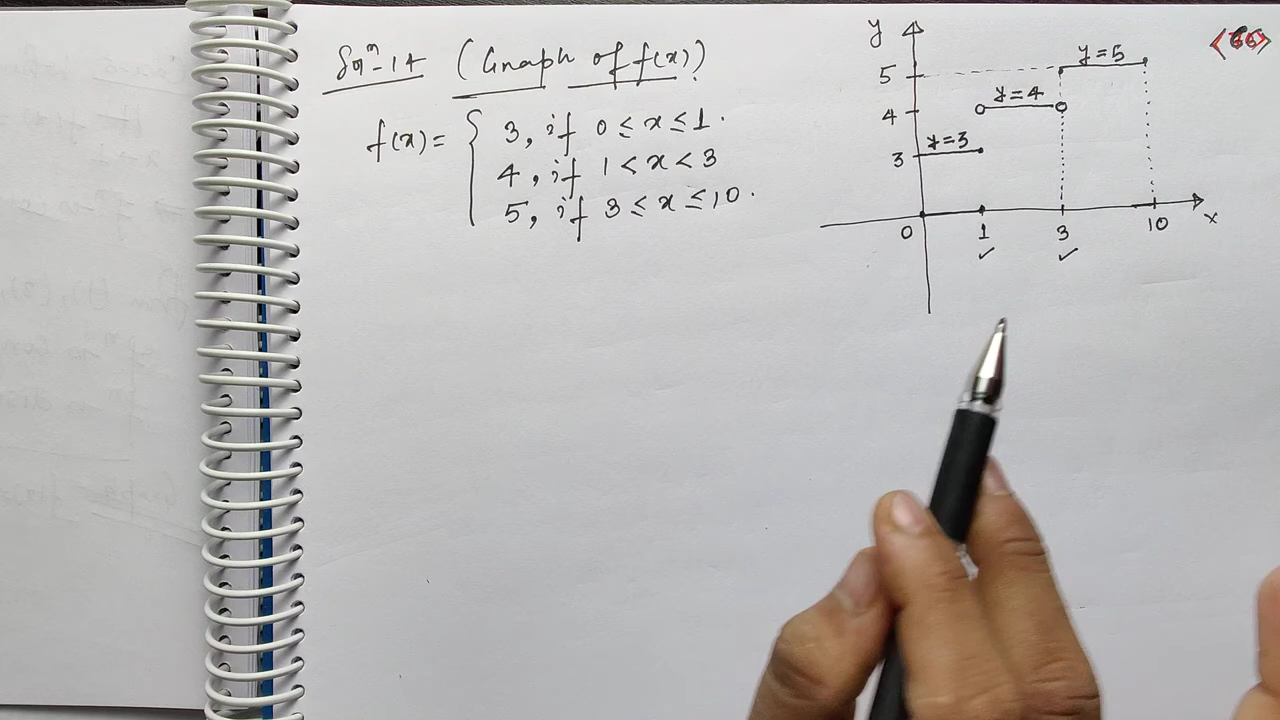 Solⁿ-14 (Graph of f(x))
f(x) = { 3, if 0 ≤ x ≤ 1.
4, if 1 < x < 3
5, if 3 ≤ x ≤ 10.
y
5
4
3
0
1
3
10
x
y=3
y=4
y=5